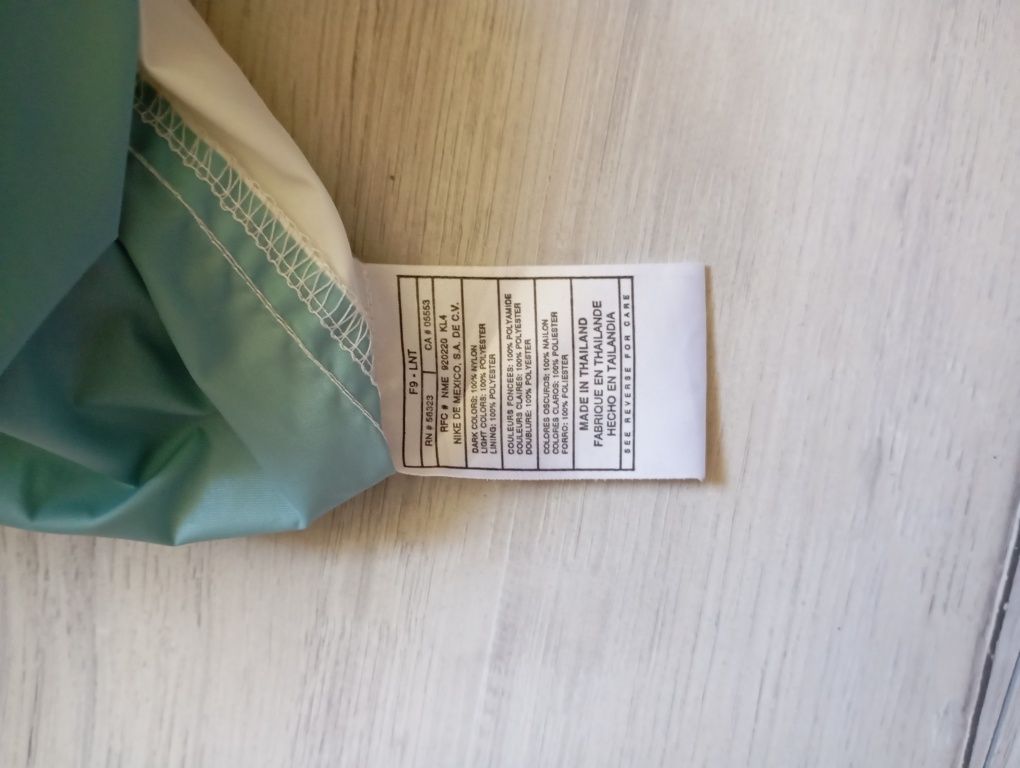 F9 - LNT
RN # 56323 CA # 05553
RFC # NME 920220 KL4
NIKE DE MEXICO, S.A. DE C.V.
DARK COLORS: 100% NYLON
LIGHT COLORS: 100% POLYESTER
LINING: 100% POLYESTER
COULEURS FONCEES: 100% POLYAMIDE
COULEURS CLAIRES: 100% POLYESTER
DOUBLURE: 100% POLYESTER
COLORES OSCUROS: 100% NAILON
COLORES CLAROS: 100% POLIESTER
FORRO: 100% POLIESTER
MADE IN THAILAND
FABRIQUE EN THAILANDE
HECHO EN TAILANDIA
SEE REVERSE FOR CARE